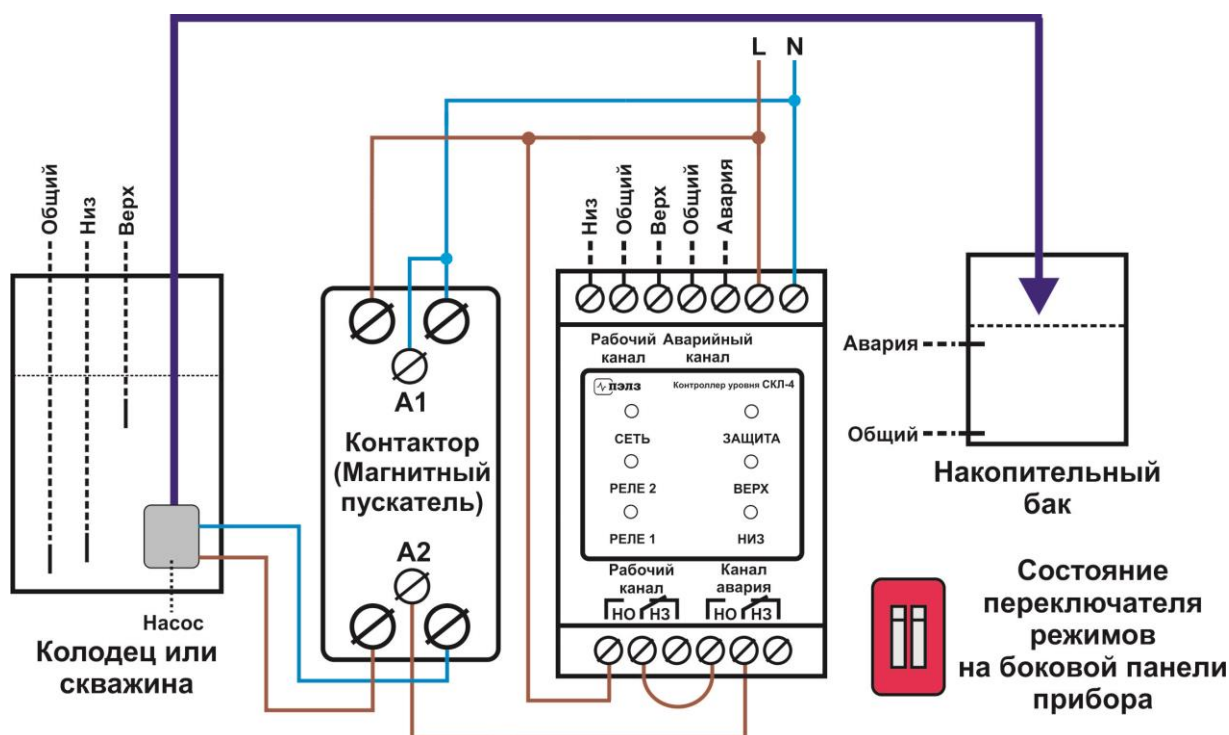 L N
Общий
Низ
Верх
Низ
Общий
Верх
Общий
Авария
Рабочий Аварийный
канал канал
пэлз Контроллер уровня СКЛ-4
СЕТЬ ЗАЩИТА
РЕЛЕ 2 ВЕРХ
РЕЛЕ 1 НИЗ
Рабочий Канал
канал авария
НО НЗ НО НЗ
A1
Контактор
(Магнитный
пускатель)
A2
Насос
Колодец или
скважина
Авария
Общий
Накопительный
бак
Состояние
переключателя
режимов
на боковой панели
прибора